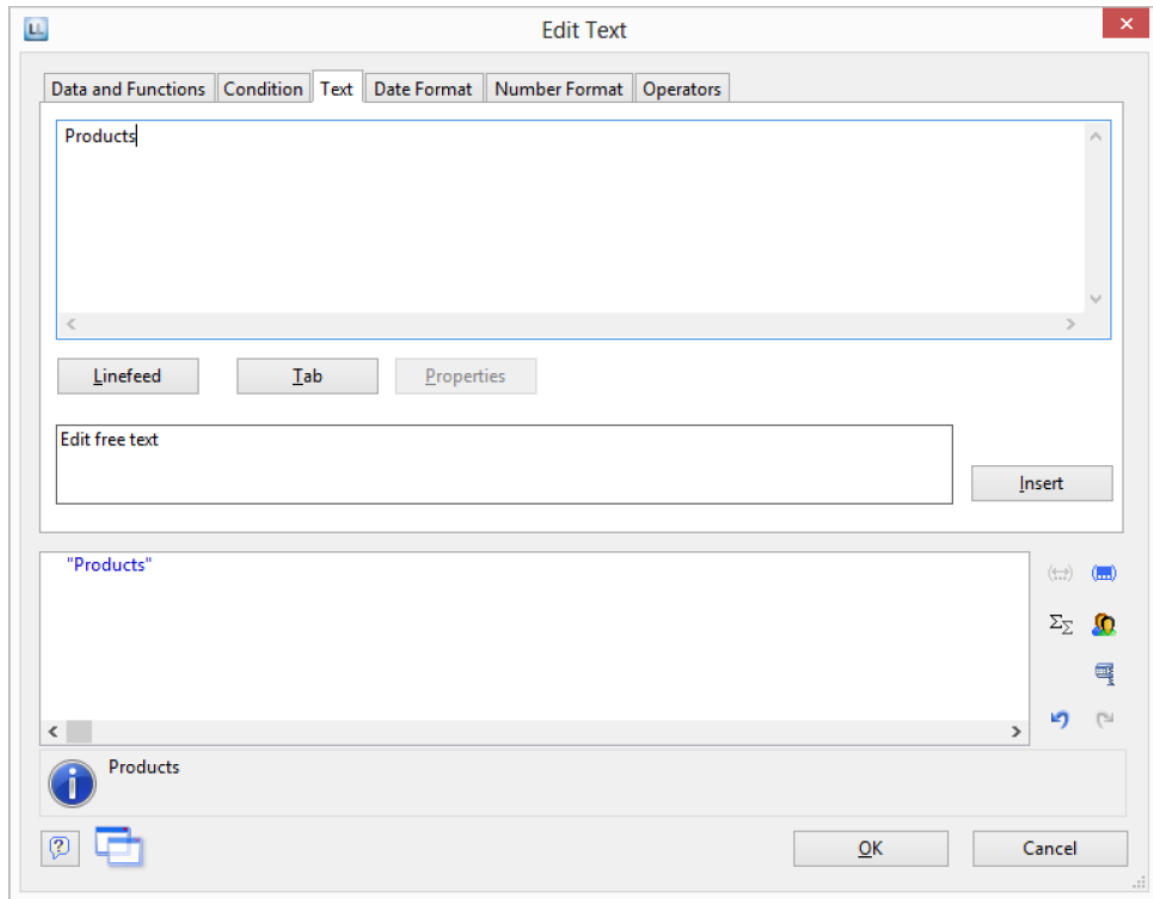 LL
Edit Text
Data and Functions Condition Text Date Format Number Format Operators
Products
Linefeed Tab Properties
Edit free text
Insert
"Products"
Products
OK Cancel